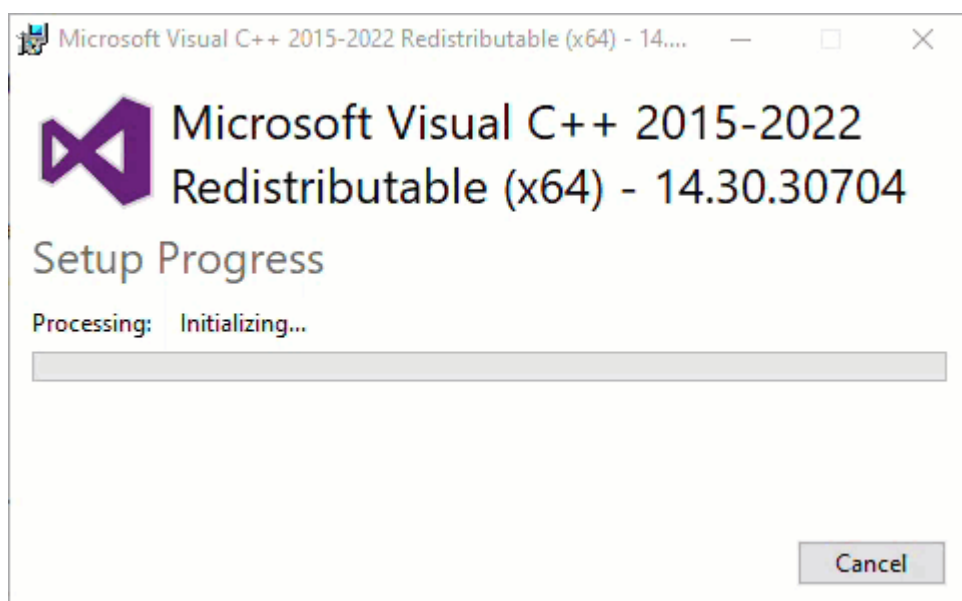 Microsoft Visual C++ 2015-2022 Redistributable (x64) - 14....
Microsoft Visual C++ 2015-2022
Redistributable (x64) - 14.30.30704
Setup Progress
Processing: Initializing...
Cancel